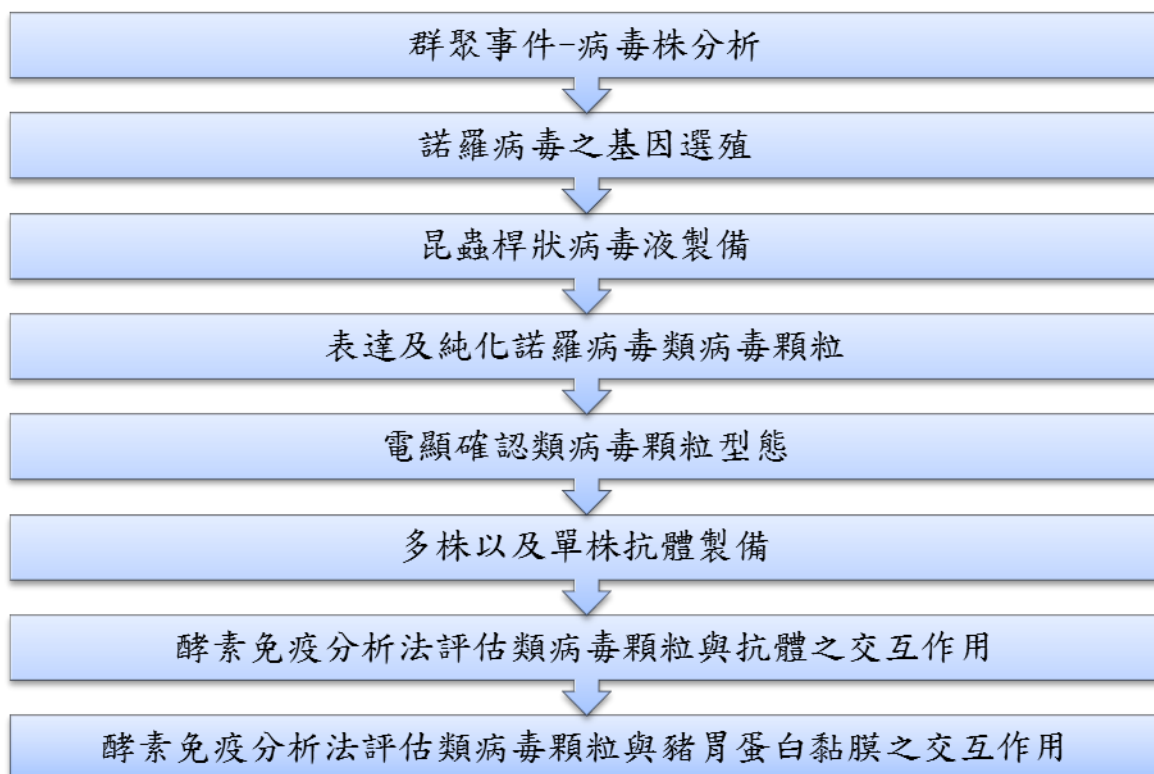 群聚事件-病毒株分析
諾羅病毒之基因選殖
昆蟲桿狀病毒液製備
表達及純化諾羅病毒類病毒顆粒
電顯確認類病毒顆粒型態
多株以及單株抗體製備
酵素免疫分析法評估類病毒顆粒與抗體之交互作用
酵素免疫分析法評估類病毒顆粒與豬胃蛋白黏膜之交互作用